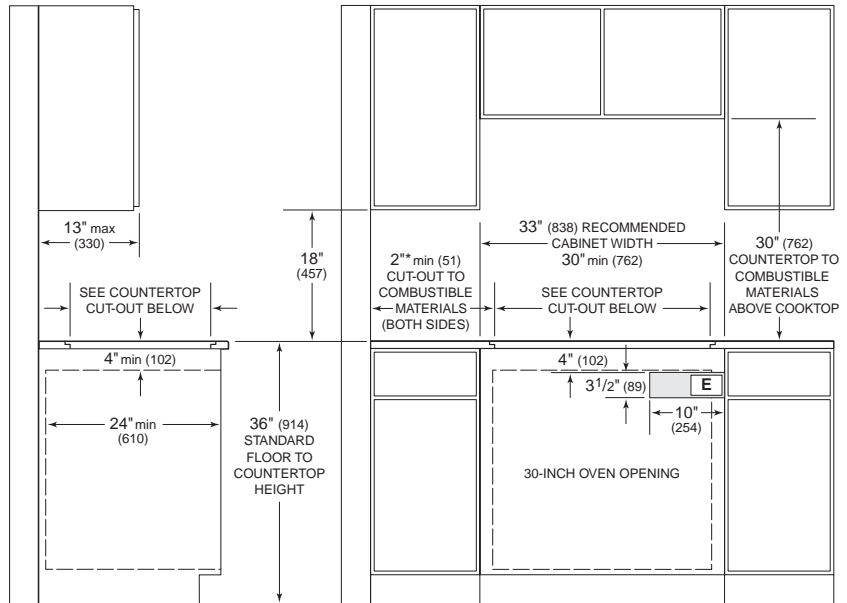 13" max
(330)
18"
(457)
SEE COUNTERTOP
CUT-OUT BELOW
4" min (102)
24" min
(610)
36" (914)
STANDARD
FLOOR TO
COUNTERTOP
HEIGHT
2"* min (51)
CUT-OUT TO
COMBUSTIBLE
MATERIALS
(BOTH SIDES)
33" (838) RECOMMENDED
CABINET WIDTH
30" min (762)
SEE COUNTERTOP
CUT-OUT BELOW
30" (762)
COUNTERTOP TO
COMBUSTIBLE
MATERIALS
ABOVE COOKTOP
4" (102)
3 1/2" (89)
E
10"
(254)
30-INCH OVEN OPENING